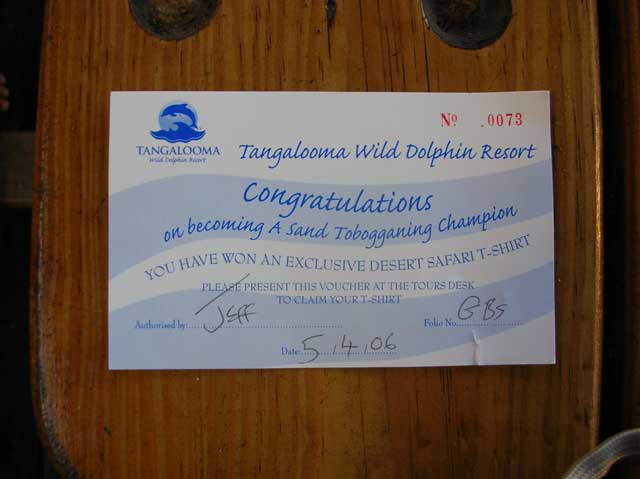 Nº .0073
TANGALOOMA
Wild Dolphin Resort
Tangalooma Wild Dolphin Resort
Congratulations
on becoming A Sand Tobogganing Champion
YOU HAVE WON AN EXCLUSIVE DESERT SAFARI T-SHIRT
PLEASE PRESENT THIS VOUCHER AT THE TOURS DESK
TO CLAIM YOUR T-SHIRT
Authorised by: Jeff Folio No. GBS
Date: 5.4.06